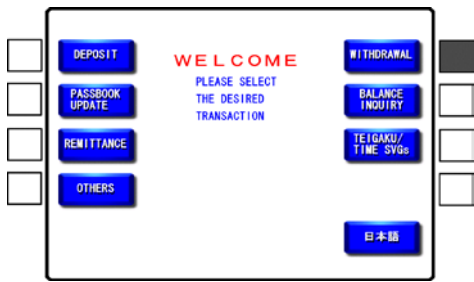 WELCOME
PLEASE SELECT
THE DESIRED
TRANSACTION
DEPOSIT
PASSBOOK
UPDATE
REMITTANCE
OTHERS
WITHDRAWAL
BALANCE
INQUIRY
TEIGAKU/
TIME SVGs
日本語